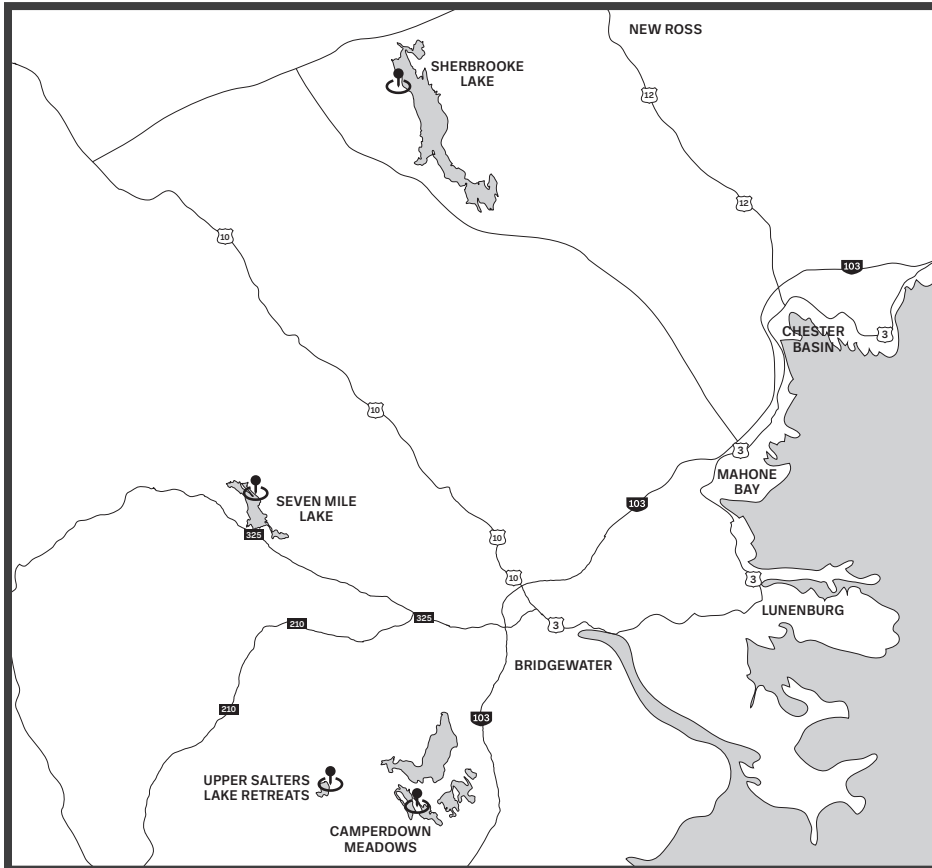 NEW ROSS
SHERBROOKE
LAKE
12
12
10
103
CHESTER
BASIN
3
10
3
MAHONE
BAY
SEVEN MILE
LAKE
103
325
10
10
3
LUNENBURG
210
325
3
BRIDGEWATER
210
103
UPPER SALTERS
LAKE RETREATS
CAMPERDOWN
MEADOWS